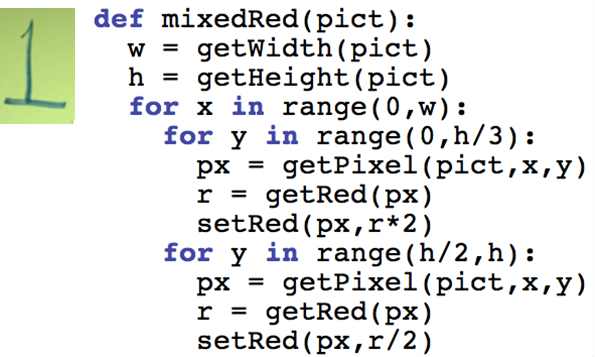 1
def mixedRed(pict):
  w = getWidth(pict)
  h = getHeight(pict)
  for x in range(0,w):
    for y in range(0,h/3):
      px = getPixel(pict,x,y)
      r = getRed(px)
      setRed(px,r*2)
    for y in range(h/2,h):
      px = getPixel(pict,x,y)
      r = getRed(px)
      setRed(px,r/2)